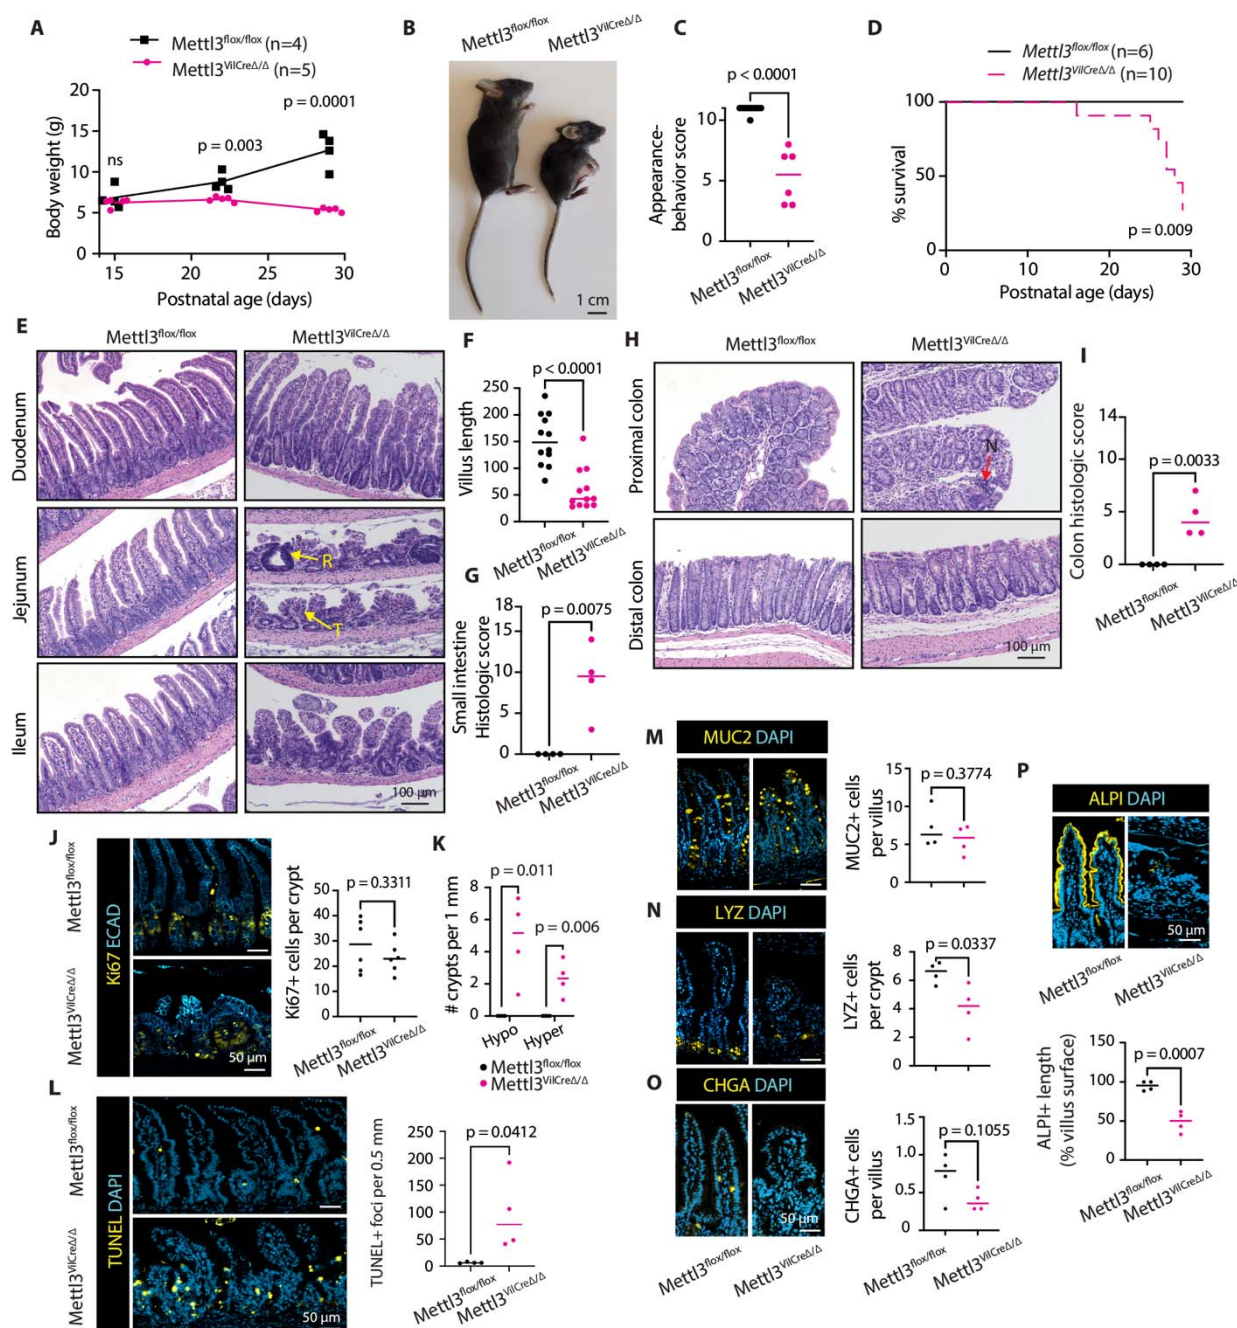 A
Mettl3flox/flox (n=4)
Mettl3VilCreΔ/Δ (n=5)
p = 0.0001
p = 0.003
ns
20
15
10
5
0
Body weight (g)
15 20 25 30
Postnatal age (days)
B
Mettl3flox/flox
Mettl3VilCreΔ/Δ
1 cm
C
p < 0.0001
10
5
0
Appearance-
behavior score
Mettl3flox/flox
Mettl3VilCreΔ/Δ
D
Mettl3flox/flox (n=6)
Mettl3VilCreΔ/Δ (n=10)
100
50
0
% survival
p = 0.009
0 10 20 30
Postnatal age (days)
E
Mettl3flox/flox
Mettl3VilCreΔ/Δ
Duodenum
Jejunum
R
T
Ileum
100 µm
F
p < 0.0001
250
200
150
100
50
0
Villus length
Mettl3flox/flox
Mettl3VilCreΔ/Δ
G
p = 0.0075
18
15
10
5
0
Small intestine
Histologic score
Mettl3flox/flox
Mettl3VilCreΔ/Δ
H
Mettl3flox/flox
Mettl3VilCreΔ/Δ
Proximal colon
N
Distal colon
100 µm
I
14
10
5
0
p = 0.0033
Colon histologic score
Mettl3flox/flox
Mettl3VilCreΔ/Δ
J
Mettl3flox/flox
Mettl3VilCreΔ/Δ
Ki67 ECAD
50 µm
p = 0.3311
60
50
40
30
20
10
0
Ki67+ cells per crypt
Mettl3flox/flox
Mettl3VilCreΔ/Δ
K
p = 0.011
p = 0.006
8
6
4
2
0
# crypts per 1 mm
Hypo
Hyper
Mettl3flox/flox
Mettl3VilCreΔ/Δ
L
Mettl3flox/flox
Mettl3VilCreΔ/Δ
TUNEL DAPI
50 µm
p = 0.0412
250
200
150
100
50
0
TUNEL+ foci per 0.5 mm
Mettl3flox/flox
Mettl3VilCreΔ/Δ
M
MUC2 DAPI
p = 0.3774
15
10
5
0
MUC2+ cells
per villus
N
LYZ DAPI
p = 0.0337
8
6
4
2
0
LYZ+ cells
per crypt
O
CHGA DAPI
50 µm
Mettl3flox/flox
Mettl3VilCreΔ/Δ
p = 0.1055
1.5
1.0
0.5
0
CHGA+ cells
per villus
Mettl3flox/flox
Mettl3VilCreΔ/Δ
P
ALPI DAPI
50 µm
Mettl3flox/flox
Mettl3VilCreΔ/Δ
p = 0.0007
150
100
50
0
ALPI+ length
(% villus surface)
Mettl3flox/flox
Mettl3VilCreΔ/Δ